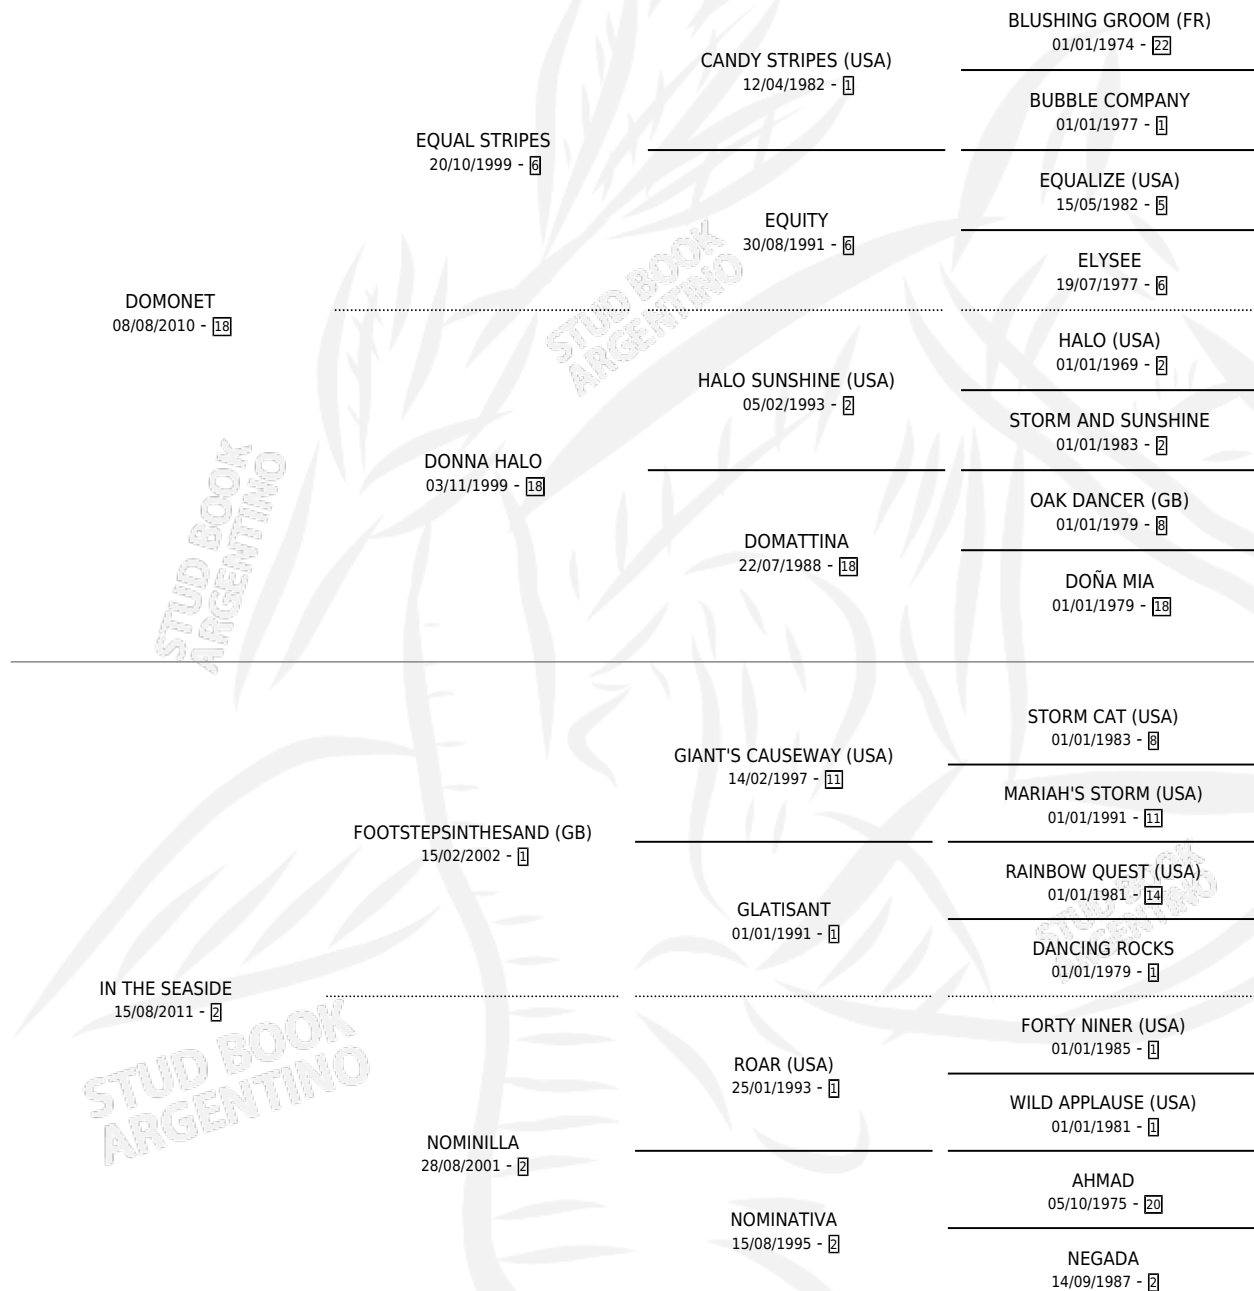 BLUSHING GROOM (FR)
01/01/1974 - 22
CANDY STRIPES (USA)
12/04/1982 - 1
BUBBLE COMPANY
01/01/1977 - 1
EQUAL STRIPES
20/10/1999 - 6
EQUALIZE (USA)
15/05/1982 - 5
EQUITY
30/08/1991 - 6
ELYSEE
19/07/1977 - 6
DOMONET
08/08/2010 - 18
HALO (USA)
01/01/1969 - 2
HALO SUNSHINE (USA)
05/02/1993 - 2
STORM AND SUNSHINE
01/01/1983 - 2
DONNA HALO
03/11/1999 - 18
OAK DANCER (GB)
01/01/1979 - 8
DOMATTINA
22/07/1988 - 18
DOÑA MIA
01/01/1979 - 18
STORM CAT (USA)
01/01/1983 - 8
GIANT'S CAUSEWAY (USA)
14/02/1997 - 11
MARIAH'S STORM (USA)
01/01/1991 - 11
FOOTSTEPSINTHESAND (GB)
15/02/2002 - 1
RAINBOW QUEST (USA)
01/01/1981 - 14
GLATISANT
01/01/1991 - 1
DANCING ROCKS
01/01/1979 - 1
IN THE SEASIDE
15/08/2011 - 2
FORTY NINER (USA)
01/01/1985 - 1
ROAR (USA)
25/01/1993 - 1
WILD APPLAUSE (USA)
01/01/1981 - 1
NOMINILLA
28/08/2001 - 2
AHMAD
05/10/1975 - 20
NOMINATIVA
15/08/1995 - 2
NEGADA
14/09/1987 - 2
STUD BOOK
ARGENTINO
STUD BOOK
ARGENTINO
STUD BOOK
ARGENTINO
STUD BOOK
ARGENTINO